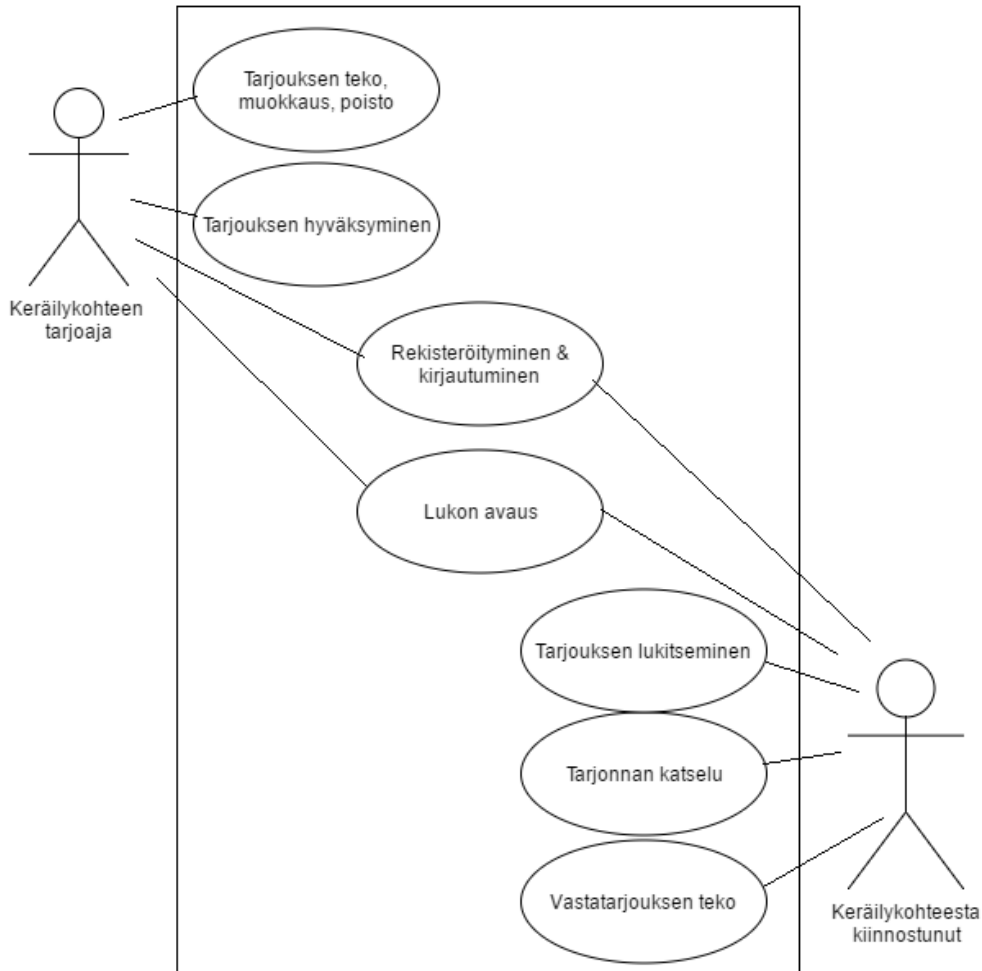 Tarjouksen teko,
muokkaus, poisto
Tarjouksen hyväksyminen
Keräilykohteen
tarjoaja
Rekisteröityminen &
kirjautuminen
Lukon avaus
Tarjouksen lukitseminen
Tarjonnan katselu
Vastatarjouksen teko
Keräilykohteesta
kiinnostunut